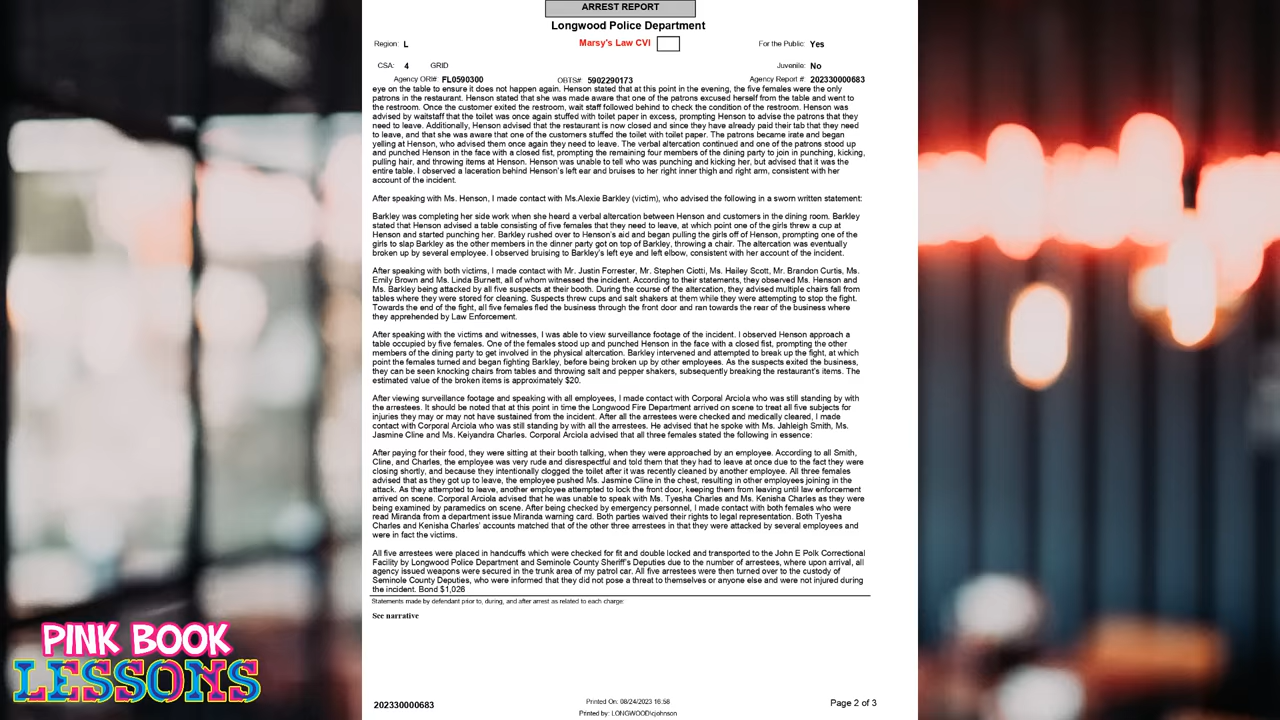 ARREST REPORT
Longwood Police Department
Region: L
Marsy's Law CVI
For the Public: Yes
CSA: 4 GRID
Juvenile: No
Agency ORI#: FL0590300
OBTS#: 5902290173
Agency Report #: 202330000683
eye on the table to ensure it does not happen again. Henson stated that at this point in the evening, the five females were the only
patrons in the restaurant. Henson stated that she was made aware that one of the patrons excused herself from the table and went to
the restroom. Once the customer exited the restroom, wait staff followed behind to check the condition of the restroom. Henson was
advised by waitstaff that the toilet was once again stuffed with toilet paper in excess, prompting Henson to advise the patrons that they
need to leave. Additionally, Henson advised that the restaurant is now closed and since they have already paid their tab that they need
to leave, and that she was aware that one of the customers stuffed the toilet with toilet paper. The patrons became irate and began
yelling at Henson, who advised them once again they need to leave. The verbal altercation continued and one of the patrons stood up
and punched Henson in the face with a closed fist, prompting the remaining four members of the dining party to join in punching, kicking,
pulling hair, and throwing items at Henson. Henson was unable to tell who was punching and kicking her, but advised that it was the
entire table. I observed a laceration behind Henson's left ear and bruises to her right inner thigh and right arm, consistent with her
account of the incident.
After speaking with Ms. Henson, I made contact with Ms.Alexie Barkley (victim), who advised the following in a sworn written statement:
Barkley was completing her side work when she heard a verbal altercation between Henson and customers in the dining room. Barkley
stated that Henson advised a table consisting of five females that they need to leave, at which point one of the girls threw a cup at
Henson and started punching her. Barkley rushed over to Henson's aid and began pulling the girls off of Henson, prompting one of the
girls to slap Barkley as the other members in the dinner party got on top of Barkley, throwing a chair. The altercation was eventually
broken up by several employee. I observed bruising to Barkley's left eye and left elbow, consistent with her account of the incident.
After speaking with both victims, I made contact with Mr. Justin Forrester, Mr. Stephen Ciotti, Ms. Hailey Scott, Mr. Brandon Curtis, Ms.
Emily Brown and Ms. Linda Burnett, all of whom witnessed the incident. According to their statements, they observed Ms. Henson and
Ms. Barkley being attacked by all five suspects at their booth. During the course of the altercation, they advised multiple chairs fall from
tables where they were stored for cleaning. Suspects threw cups and salt shakers at them while they were attempting to stop the fight.
Towards the end of the fight, all five females fled the business through the front door and ran towards the rear of the business where
they apprehended by Law Enforcement.
After speaking with the victims and witnesses, I was able to view surveillance footage of the incident. I observed Henson approach a
table occupied by five females. One of the females stood up and punched Henson in the face with a closed fist, prompting the other
members of the dining party to get involved in the physical altercation. Barkley intervened and attempted to break up the fight, at which
point the females turned and began fighting Barkley, before being broken up by other employees. As the suspects exited the business,
they can be seen knocking chairs from tables and throwing salt and pepper shakers, subsequently breaking the restaurant's items. The
estimated value of the broken items is approximately $20.
After viewing surveillance footage and speaking with all employees, I made contact with Corporal Arciola who was still standing by with
the arrestees. It should be noted that at this point in time the Longwood Fire Department arrived on scene to treat all five subjects for
injuries they may or may not have sustained from the incident. After all the arrestees were checked and medically cleared, I made
contact with Corporal Arciola who was still standing by with all the arrestees. He advised that he spoke with Ms. Jahleigh Smith, Ms.
Jasmine Cline and Ms. Keiyandra Charles. Corporal Arciola advised that all three females stated the following in essence:
After paying for their food, they were sitting at their booth talking, when they were approached by an employee. According to all Smith,
Cline, and Charles, the employee was very rude and disrespectful and told them that they had to leave at once due to the fact they were
closing shortly, and because they intentionally clogged the toilet after it was recently cleaned by another employee. All three females
advised that as they got up to leave, the employee pushed Ms. Jasmine Cline in the chest, resulting in other employees joining in the
attack. As they attempted to leave, another employee attempted to lock the front door, keeping them from leaving until law enforcement
arrived on scene. Corporal Arciola advised that he was unable to speak with Ms. Tyesha Charles and Ms. Kenisha Charles as they were
being examined by paramedics on scene. After being checked by emergency personnel, I made contact with both females who were
read Miranda from a department issue Miranda warning card. Both parties waived their rights to legal representation. Both Tyesha
Charles and Kenisha Charles' accounts matched that of the other three arrestees in that they were attacked by several employees and
were in fact the victims.
All five arrestees were placed in handcuffs which were checked for fit and double locked and transported to the John E Polk Correctional
Facility by Longwood Police Department and Seminole County Sheriff's Deputies due to the number of arrestees, where upon arrival, all
agency issued weapons were secured in the trunk area of my patrol car. All five arrestees were then turned over to the custody of
Seminole County Deputies, who were informed that they did not pose a threat to themselves or anyone else and were not injured during
the incident. Bond $1,026
Statements made by defendant prior to, during, and after arrest as related to each charge:
See narrative
PINK BOOK
LESSONS
202330000683
Printed On: 08/24/2023 16:58
Printed by: LONGWOOD\cjohnson
Page 2 of 3